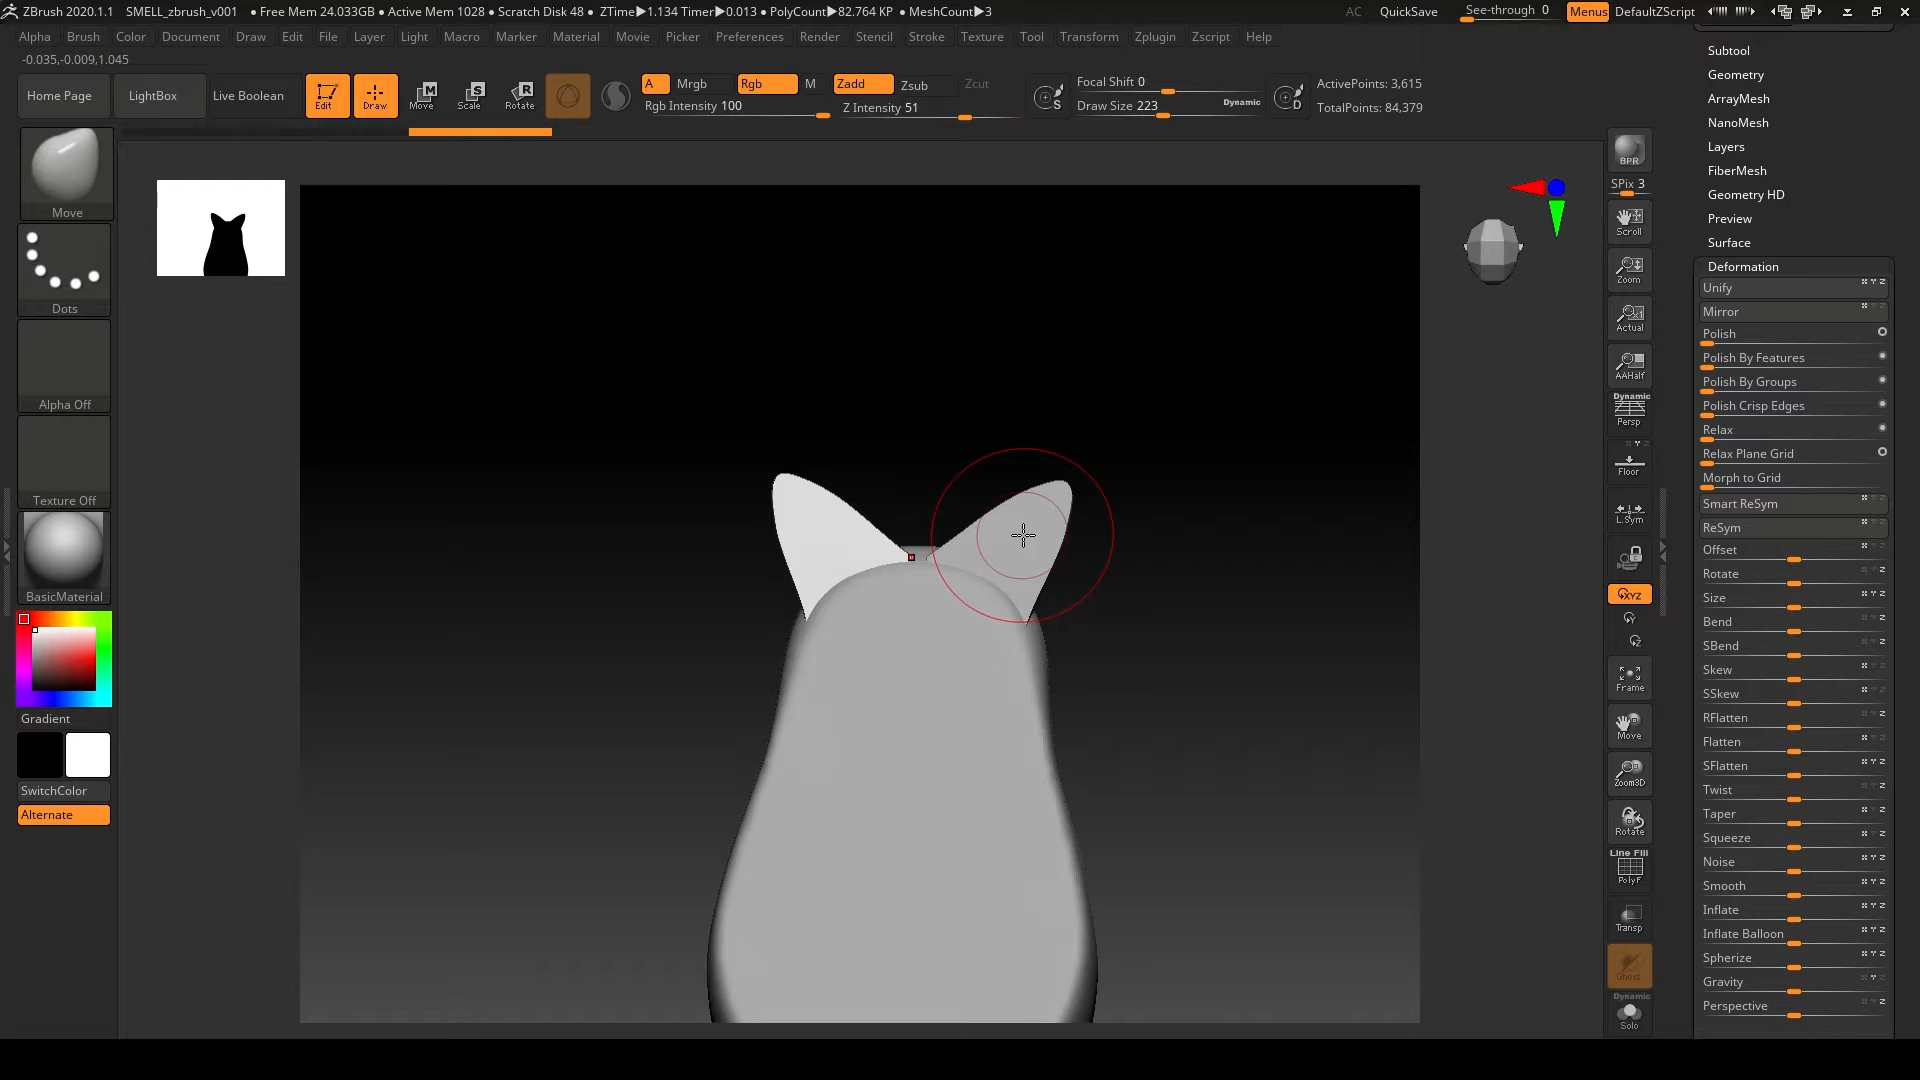 ZBrush 2020.1.1 SMELL_zbrush_v001 • Free Mem 24.033GB • Active Mem 1028 • Scratch Disk 48 • ZTime▶1.134 Timer▶0.013 • PolyCount▶82.764 KP • MeshCount▶3 AC QuickSave See-through 0 Menus DefaultZScript
Alpha Brush Color Document Draw Edit File Layer Light Macro Marker Material Movie Picker Preferences Render Stencil Stroke Texture Tool Transform Zplugin Zscript Help
-0.035,-0.009,1.045
Home Page LightBox Live Boolean Edit Draw Move Scale Rotate
A Mrgb Rgb M Zadd Zsub Zcut
Rgb Intensity 100 Z Intensity 51
Focal Shift 0
Draw Size 223 Dynamic
ActivePoints: 3,615
TotalPoints: 84,379
Move
Dots
Alpha Off
Texture Off
BasicMaterial
Gradient
SwitchColor
Alternate
BPR
SPix 3
Scroll
Zoom
Actual
AAHalf
Dynamic
Persp
Floor
L.Sym
XYZ
Frame
Move
Zoom3D
Rotate
Line Fill
PolyF
Transp
Ghost
Dynamic
Solo
Subtool
Geometry
ArrayMesh
NanoMesh
Layers
FiberMesh
Geometry HD
Preview
Surface
Deformation
Unify
Mirror
Polish
Polish By Features
Polish By Groups
Polish Crisp Edges
Relax
Relax Plane Grid
Morph to Grid
Smart ReSym
ReSym
Offset
Rotate
Size
Bend
SBend
Skew
SSkew
RFlatten
Flatten
SFlatten
Twist
Taper
Squeeze
Noise
Smooth
Inflate
Inflate Balloon
Spherize
Gravity
Perspective